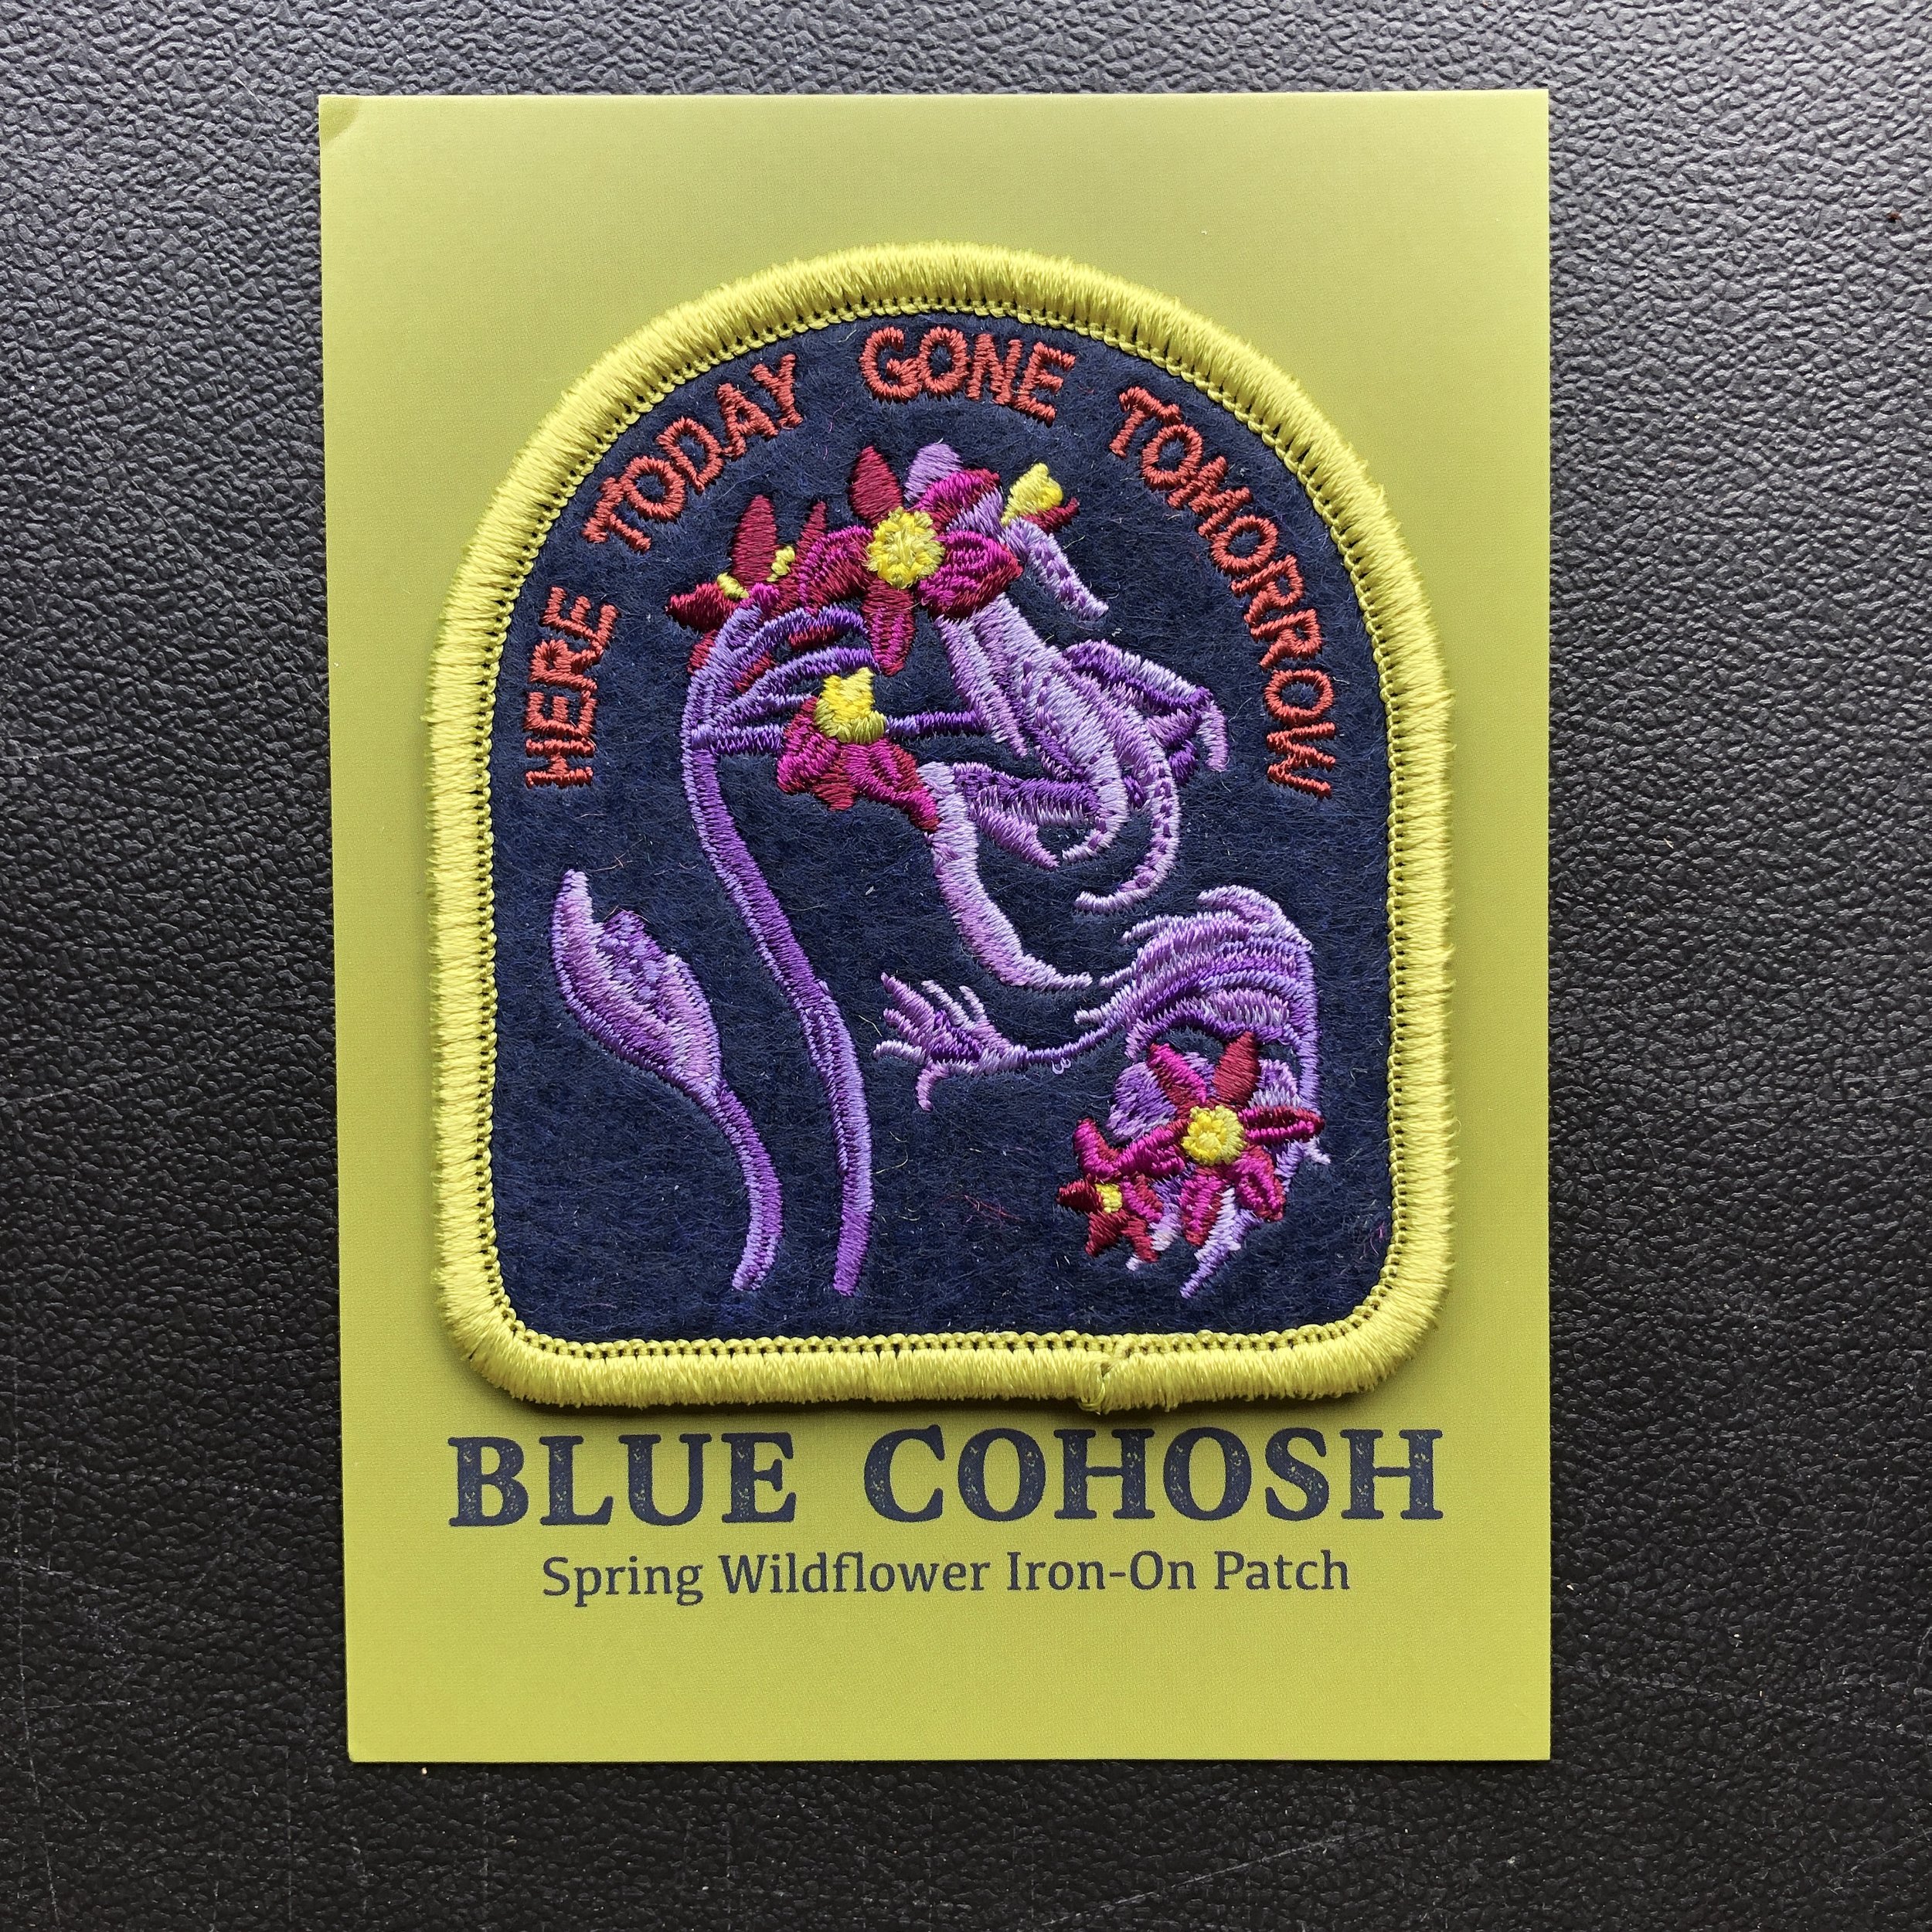 HERE TODAY GONE TOMORROW
BLUE COHOSH
Spring Wildflower Iron-On Patch